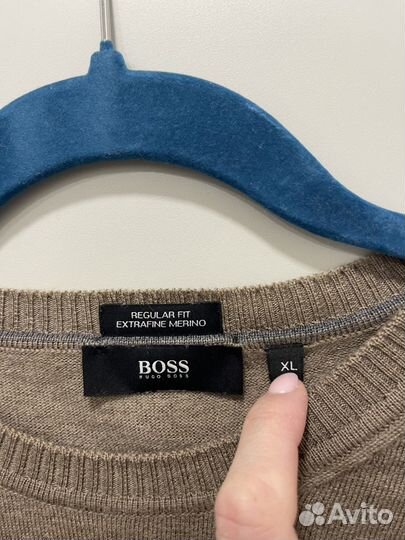 REGULAR FIT
EXTRAFINE MERINO
BOSS
HUGO BOSS
XL
Avito